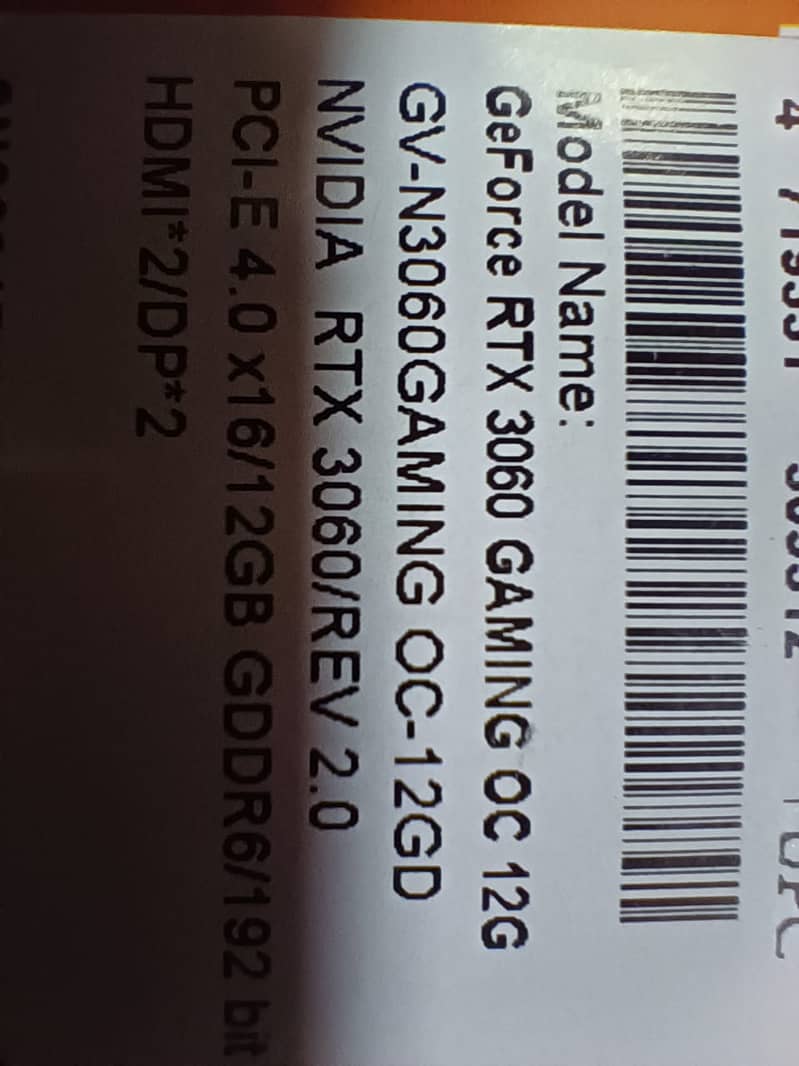 Model Name:
GeForce RTX 3060 GAMING OC 12G
GV-N3060GAMING OC-12GD
NVIDIA RTX 3060/REV 2.0
PCI-E 4.0 x16/12GB GDDR6/192 bit
HDMI*2/DP*2